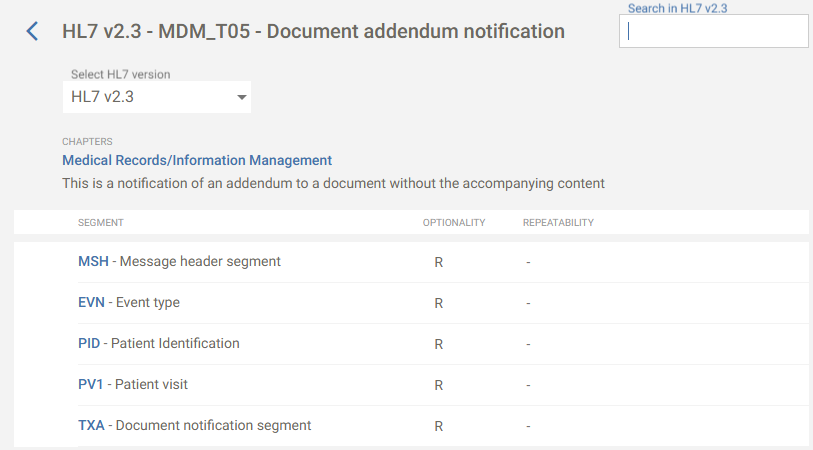 Search in HL7 v2.3
HL7 v2.3 - MDM_T05 - Document addendum notification
Select HL7 version
HL7 v2.3
CHAPTERS
Medical Records/Information Management
This is a notification of an addendum to a document without the accompanying content
SEGMENT OPTIONALITY REPEATABILITY
MSH - Message header segment R -
EVN - Event type R -
PID - Patient Identification R -
PV1 - Patient visit R -
TXA - Document notification segment R -